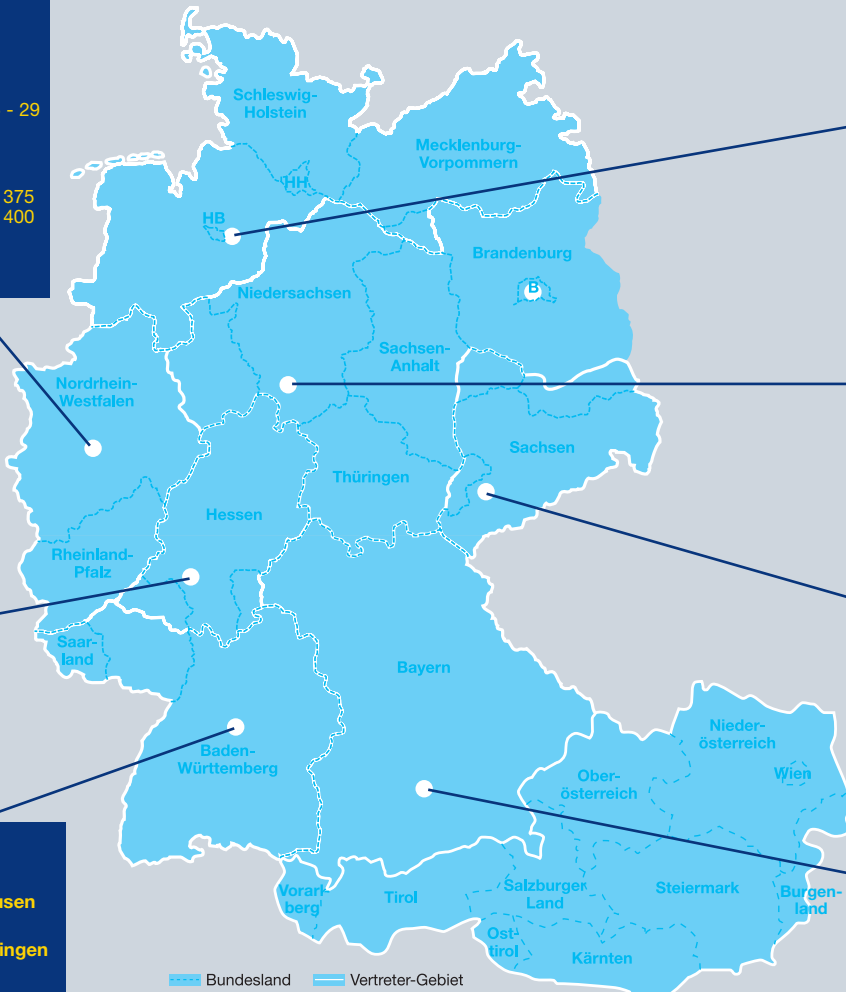 - 29
375
400
Schleswig-
Holstein
Mecklenburg-
Vorpommern
HH
HB
Brandenburg
B
Niedersachsen
Sachsen-
Anhalt
Nordrhein-
Westfalen
Sachsen
Thüringen
Hessen
Rheinland-
Pfalz
Saar-
land
Bayern
Baden-
Württemberg
Nieder-
österreich
Wien
Ober-
österreich
Vorarl-
berg
Tirol
Salzburger
Land
Steiermark
Burgen-
land
Ost-
tirol
Kärnten
usen
ingen
Bundesland
Vertreter-Gebiet